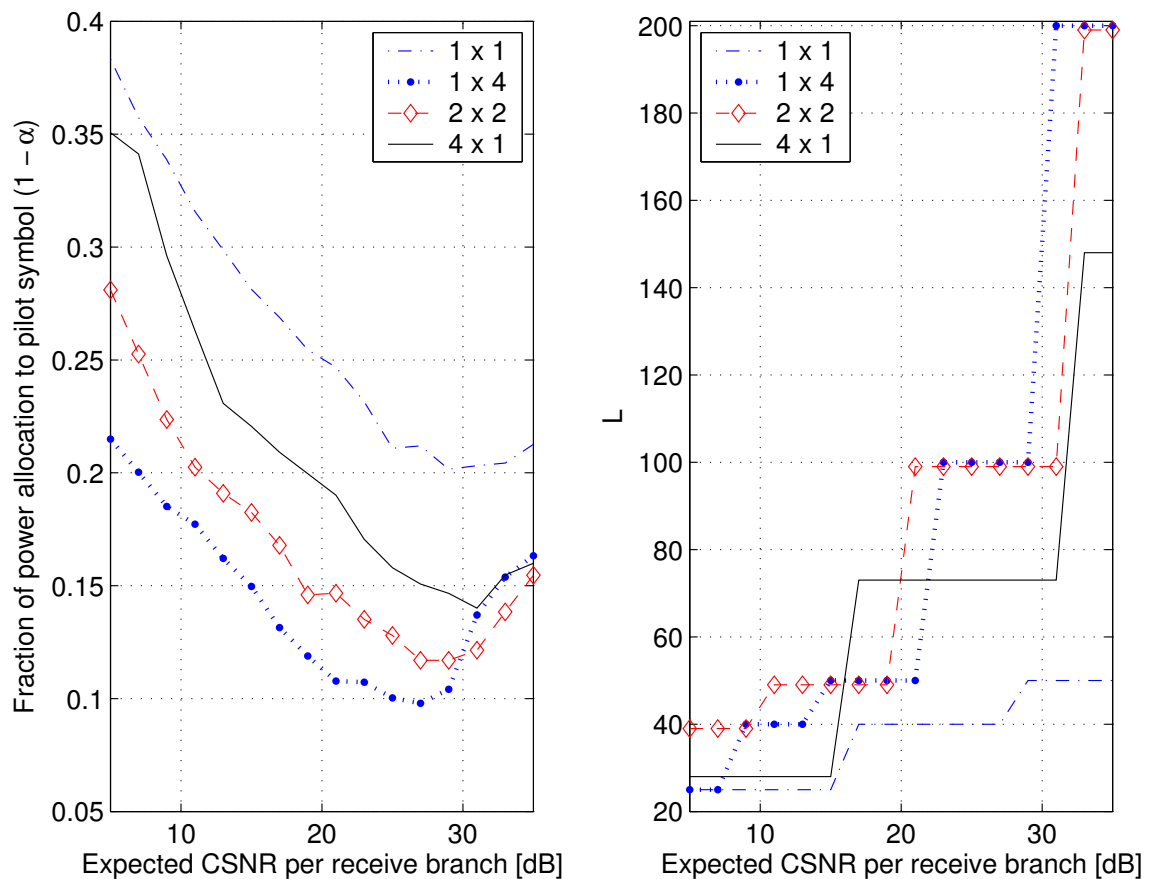 Fraction of power allocation to pilot symbol (1 − α)
0.4
0.35
0.3
0.25
0.2
0.15
0.1
0.05
10 20 30
Expected CSNR per receive branch [dB]
1 x 1
1 x 4
2 x 2
4 x 1
L
200
180
160
140
120
100
80
60
40
20
10 20 30
Expected CSNR per receive branch [dB]
1 x 1
1 x 4
2 x 2
4 x 1